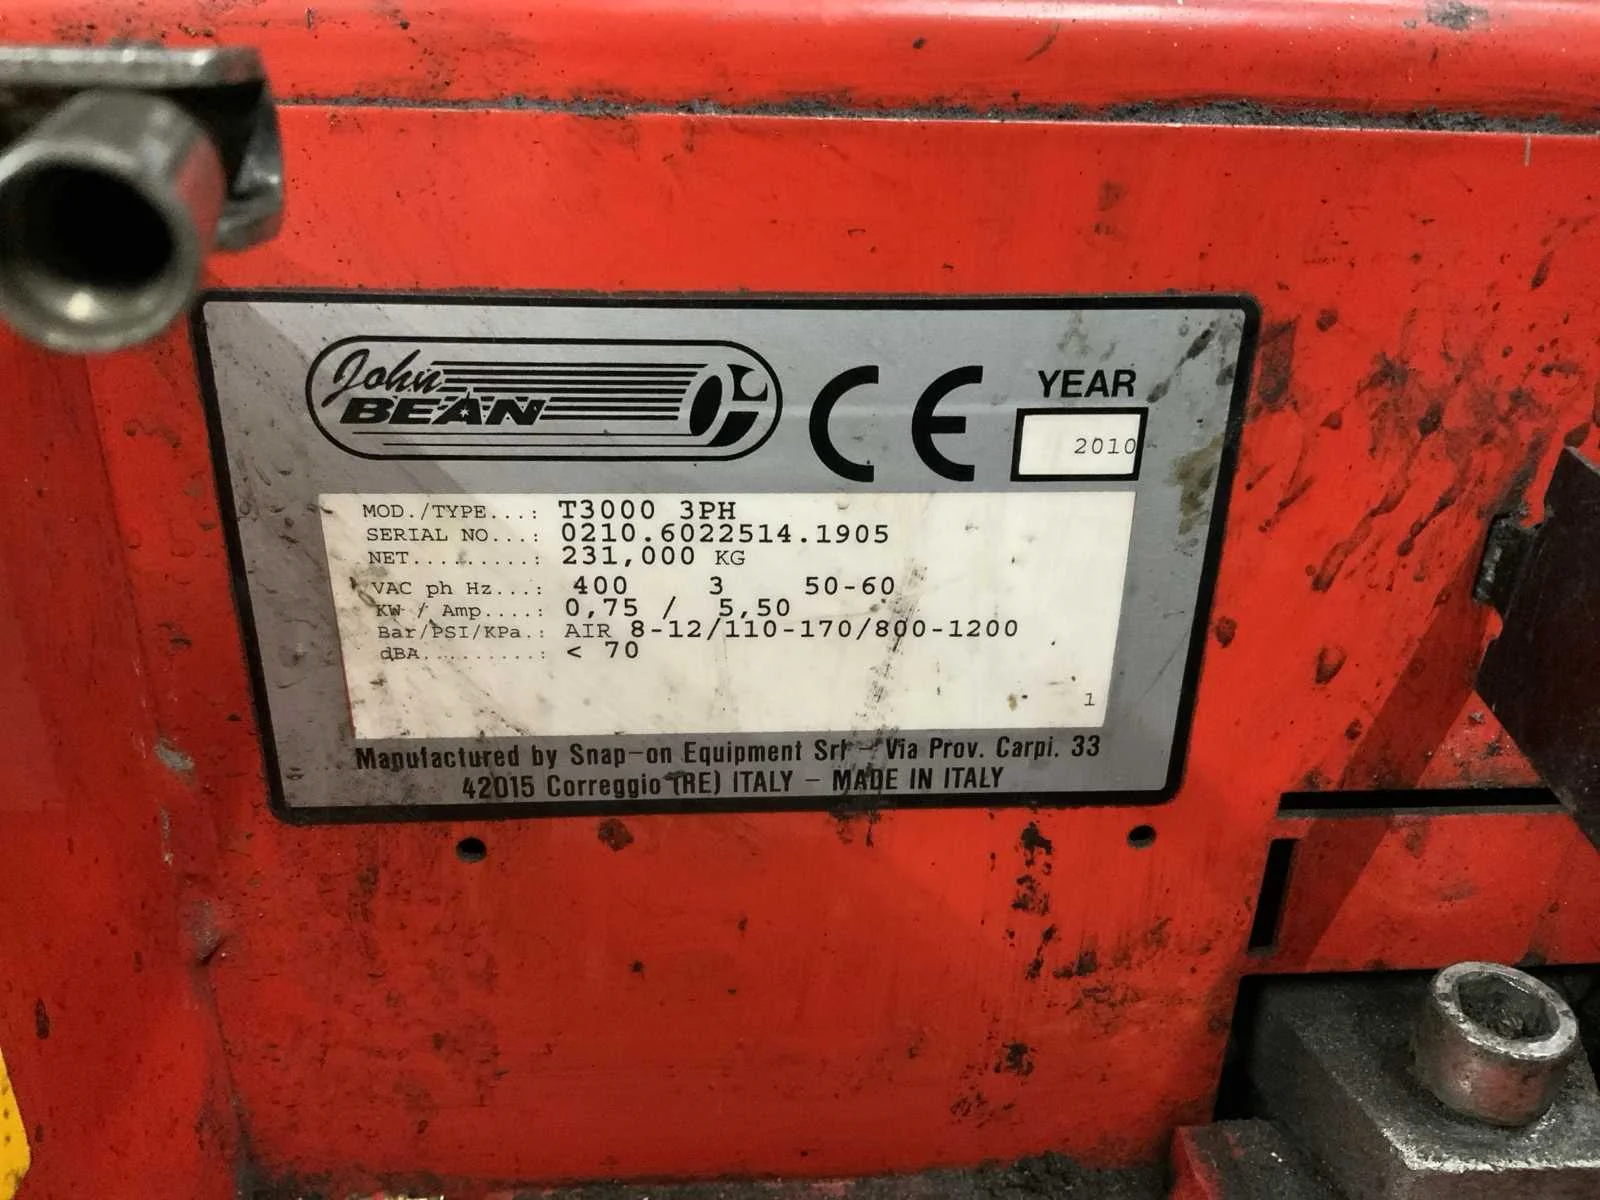 John
BEAN
CE
YEAR
2010
MOD./TYPE...: T3000 3PH
SERIAL NO...: 0210.6022514.1905
NET.........: 231,000 KG
VAC ph Hz...: 400 3 50-60
KW / Amp....: 0,75 / 5,50
Bar/PSI/KPa.: AIR 8-12/110-170/800-1200
dBA.........: < 70
1
Manufactured by Snap-on Equipment Srl - Via Prov. Carpi. 33
42015 Correggio (RE) ITALY - MADE IN ITALY